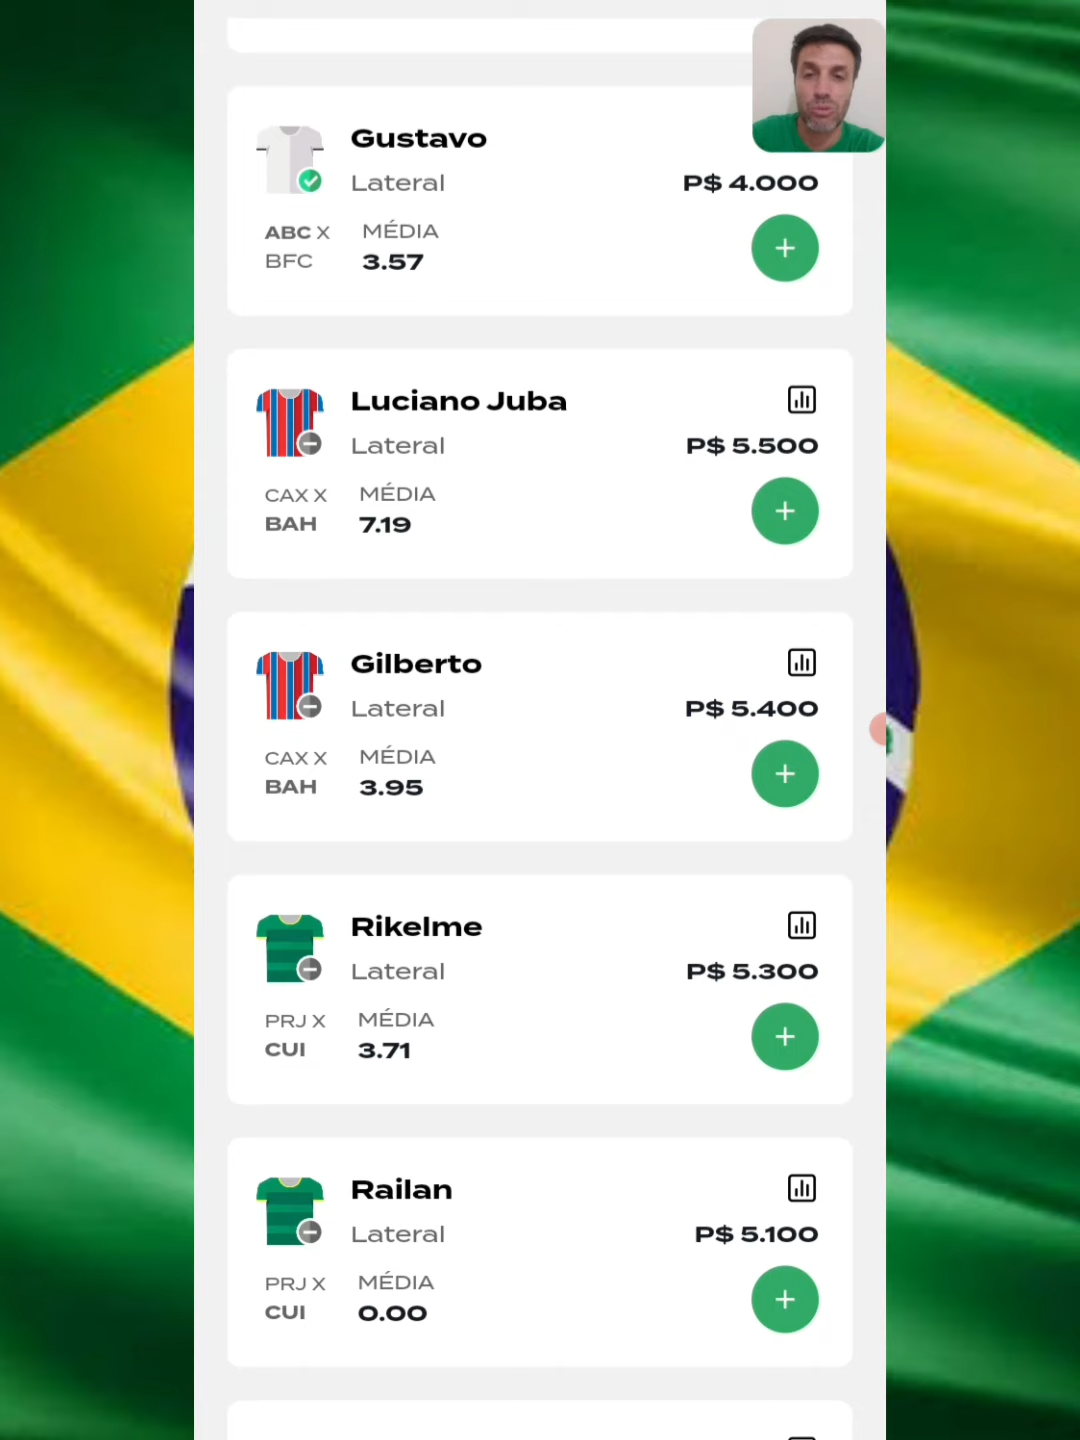 Gustavo
Lateral
P$ 4.000
ABC X
BFC
MÉDIA
3.57
Luciano Juba
Lateral
P$ 5.500
CAX X
BAH
MÉDIA
7.19
Gilberto
Lateral
P$ 5.400
CAX X
BAH
MÉDIA
3.95
Rikelme
Lateral
P$ 5.300
PRJ X
CUI
MÉDIA
3.71
Railan
Lateral
P$ 5.100
PRJ X
CUI
MÉDIA
0.00